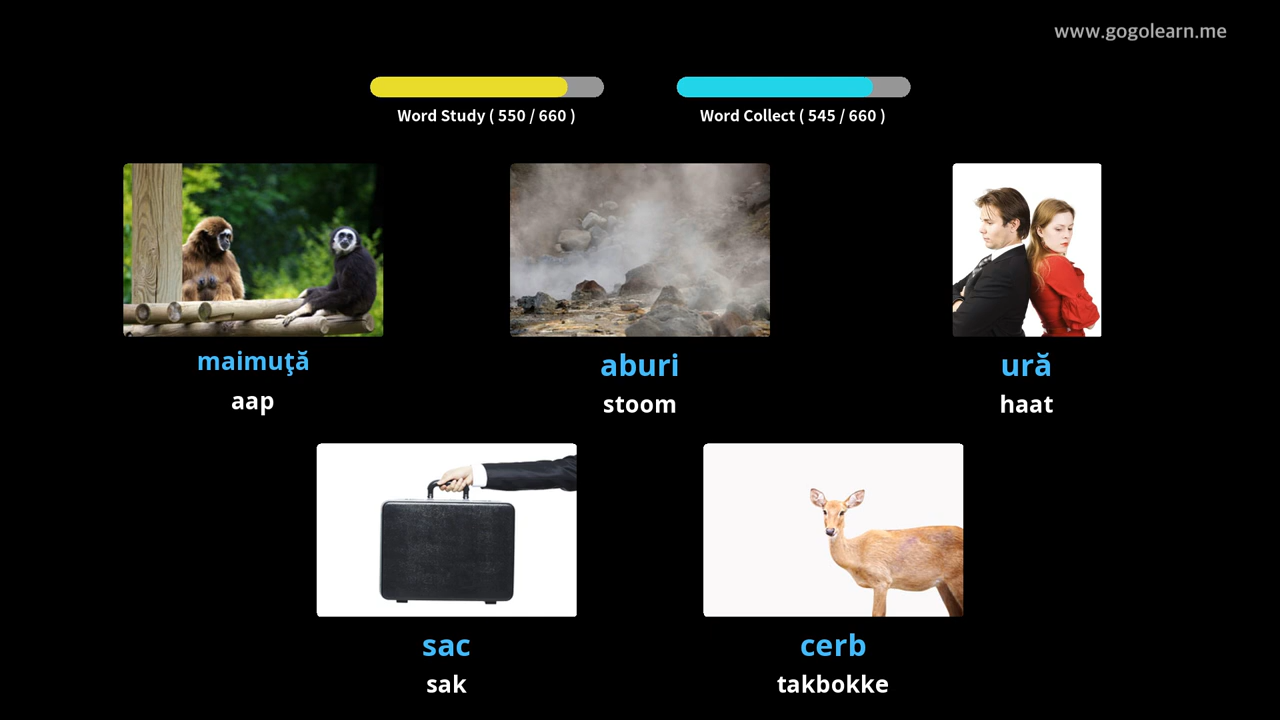 www.gogolearn.me
Word Study ( 550 / 660 )
Word Collect ( 545 / 660 )
maimuţă
aap
aburi
stoom
ură
haat
sac
sak
cerb
takbokke